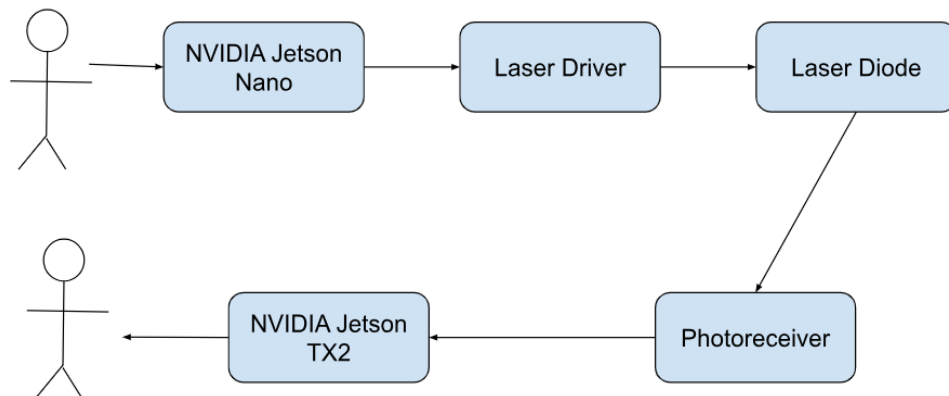 NVIDIA Jetson
Nano
Laser Driver
Laser Diode
NVIDIA Jetson
TX2
Photoreceiver